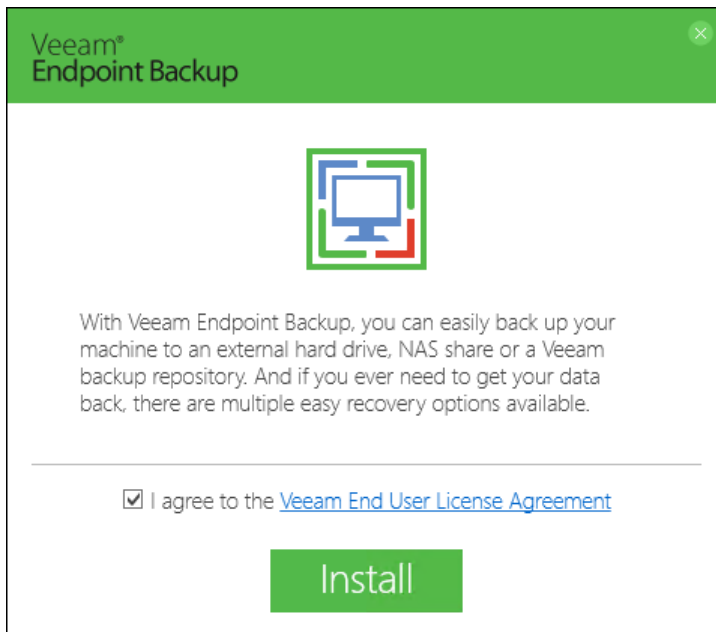 Veeam®
Endpoint Backup
With Veeam Endpoint Backup, you can easily back up your
machine to an external hard drive, NAS share or a Veeam
backup repository. And if you ever need to get your data
back, there are multiple easy recovery options available.
I agree to the Veeam End User License Agreement
Install